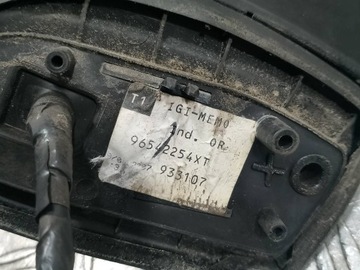 T1 IGI-MEMO
Ind. OR
96542254XT
933107